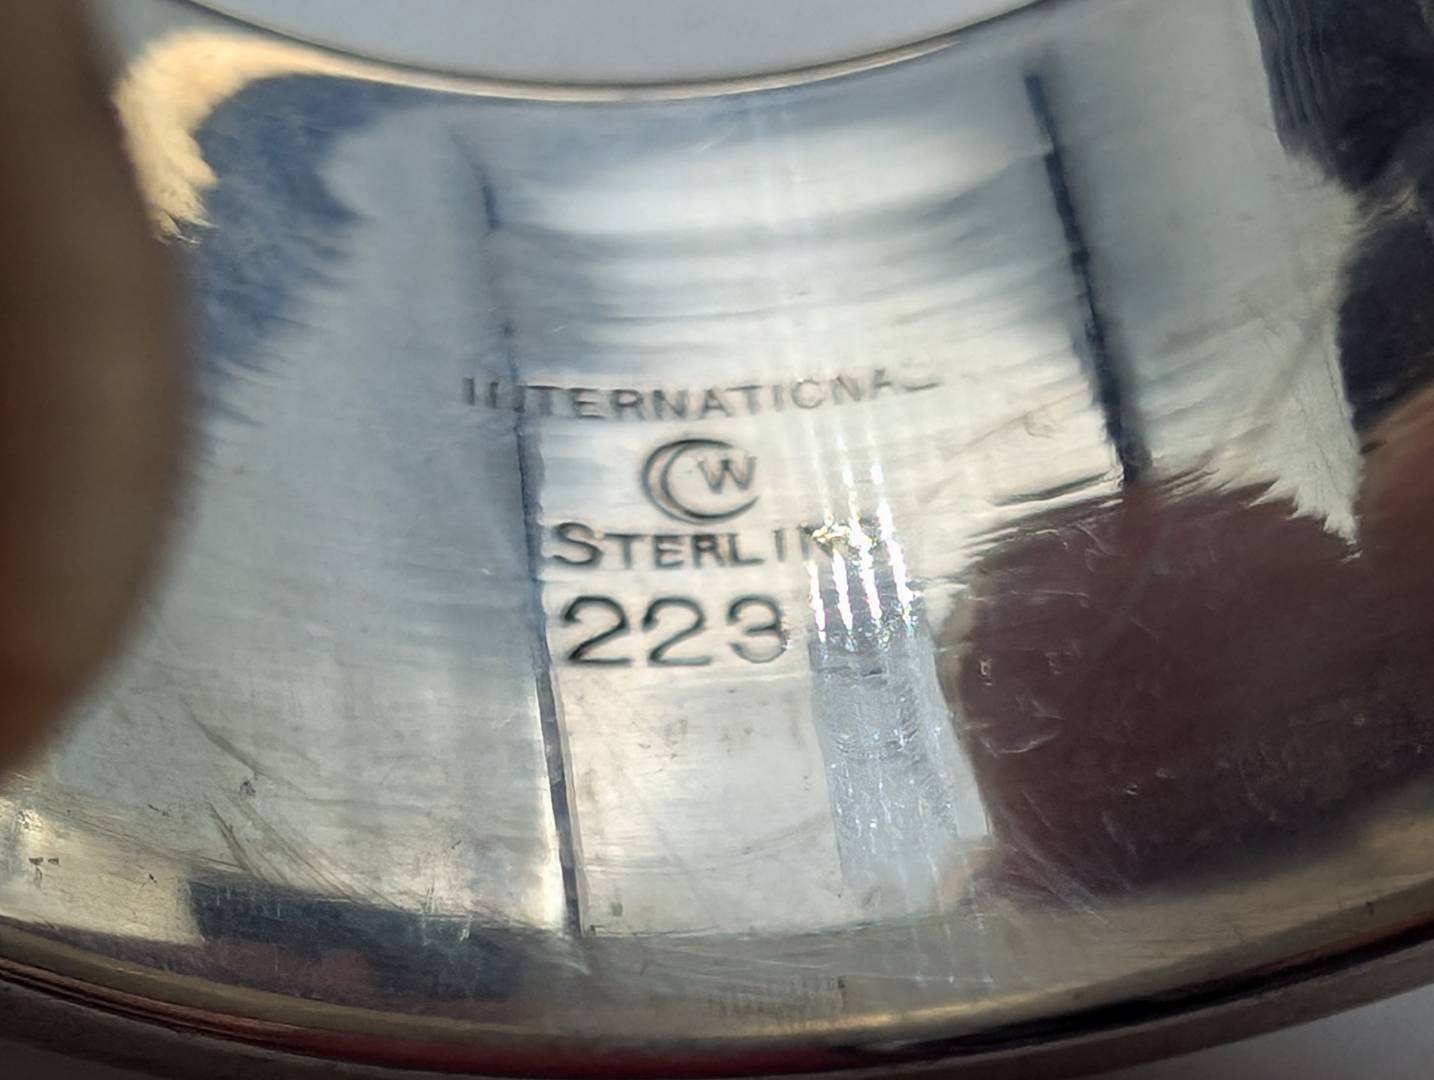 INTERNATIONAL
CW
STERLING
223